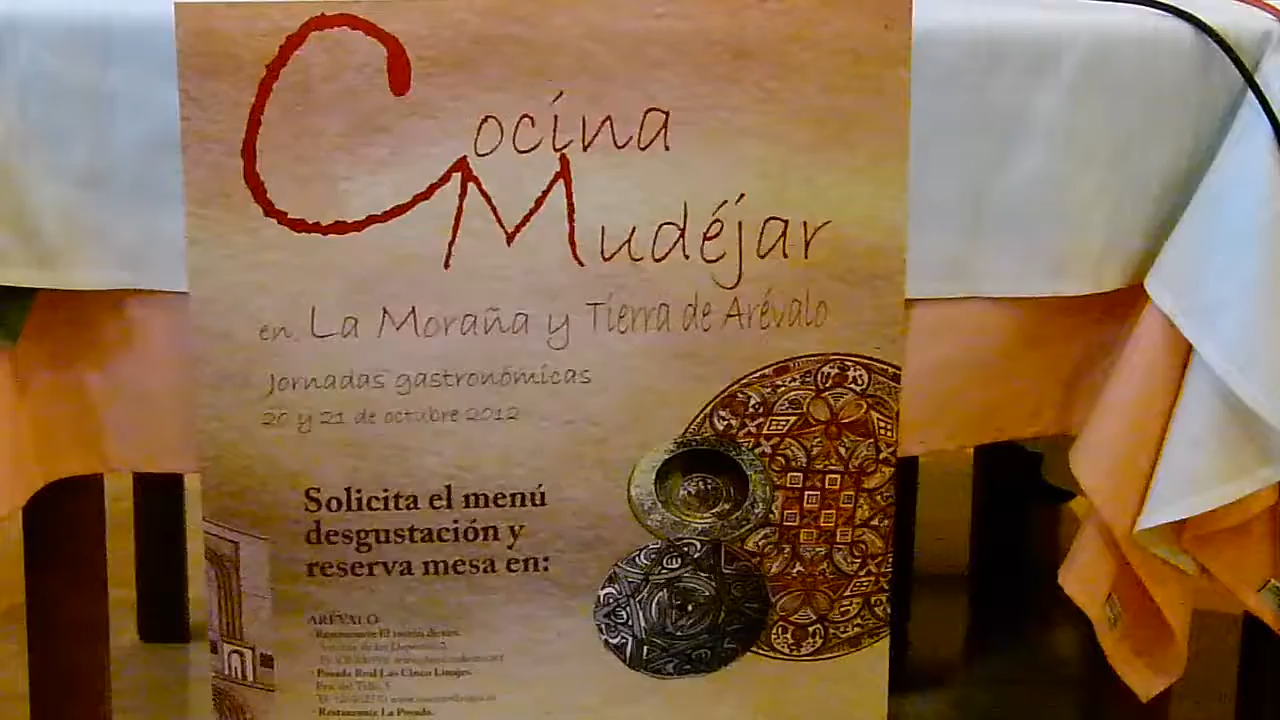 Cocina
Mudéjar
en La Moraña y Tierra de Arévalo
Jornadas gastronómicas
20 y 21 de octubre 2012
Solicita el menú
desgustación y
reserva mesa en:
ARÉVALO
Posada Real Los Cinco Linajes.
Restaurante La Posada.